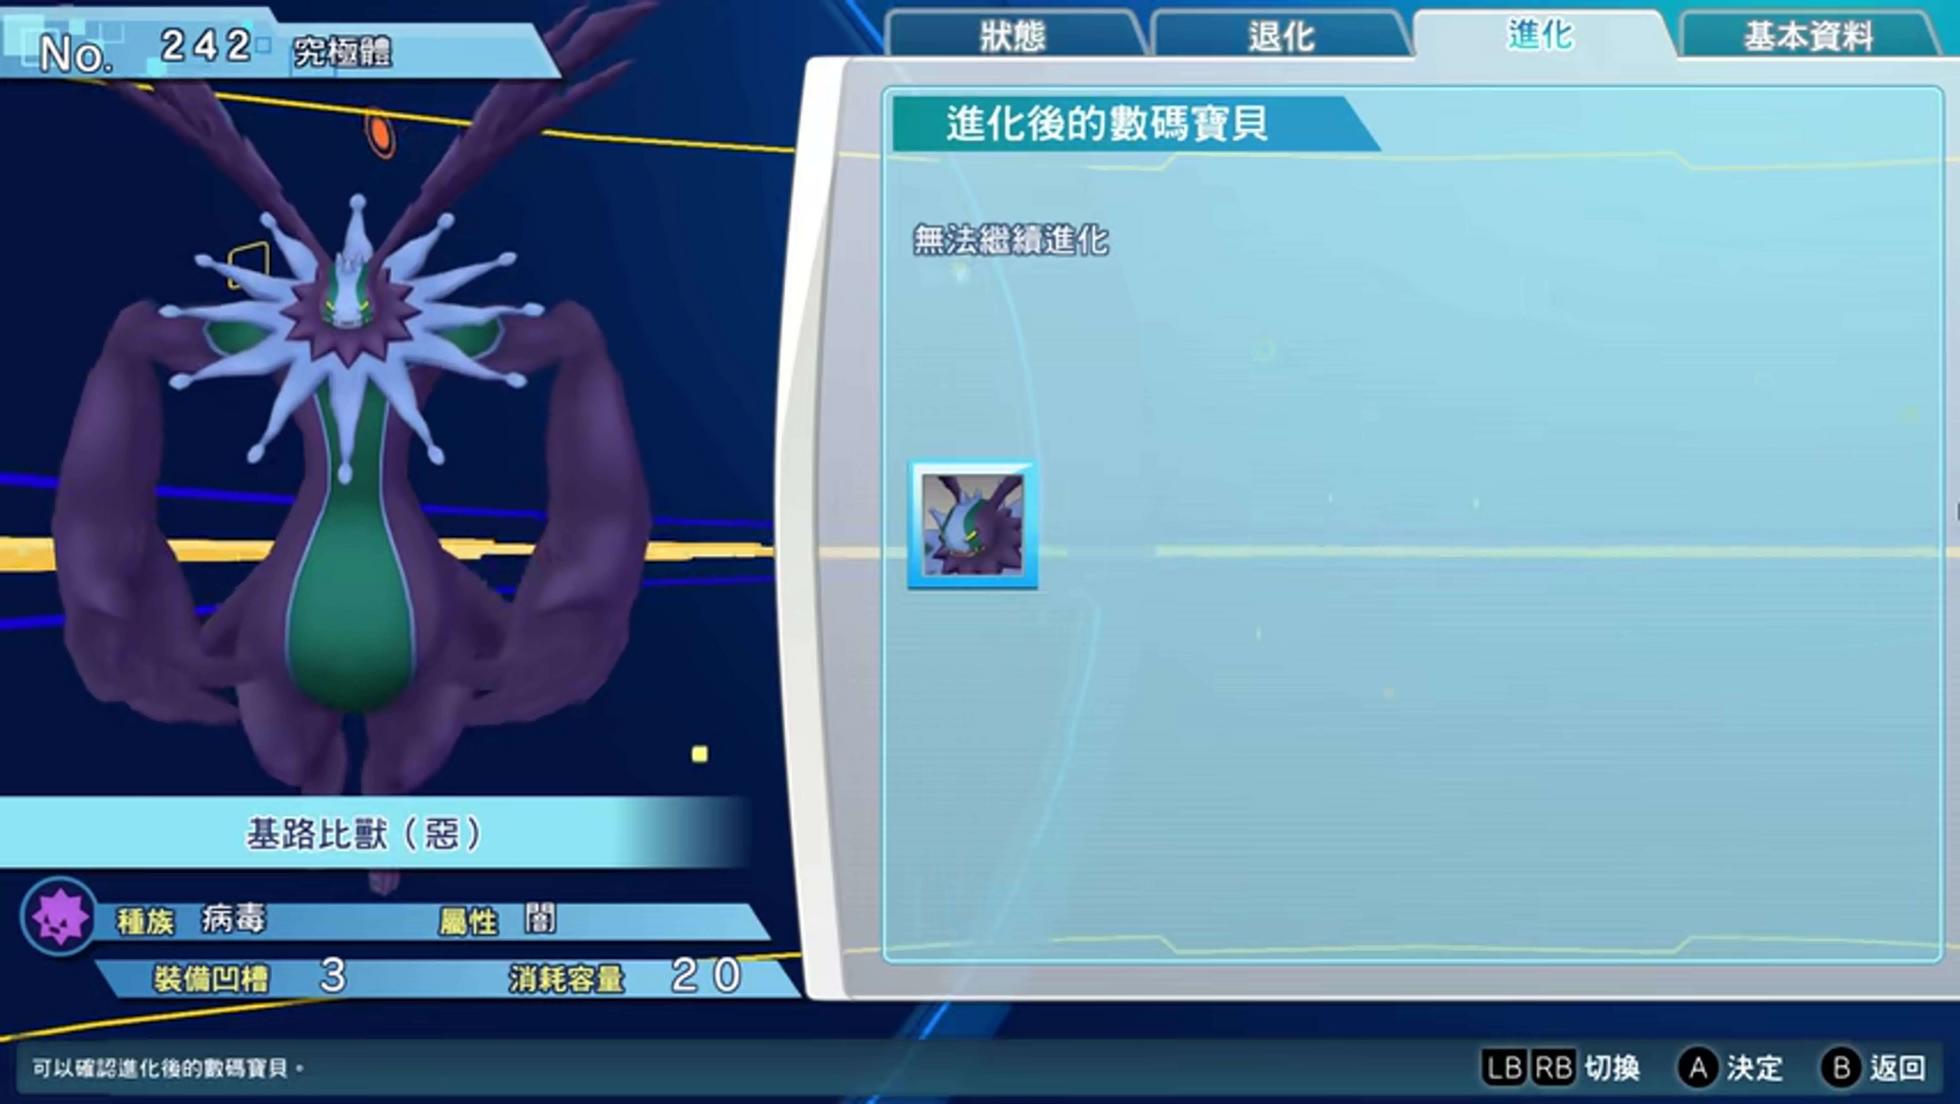 No. 242 究極體
狀態 退化 進化 基本資料
進化後的數碼寶貝
無法繼續進化
基路比獸（惡）
種族 病毒 屬性 闇
裝備凹槽 3 消耗容量 20
可以確認進化後的數碼寶貝。
LB RB 切換 A 決定 B 返回